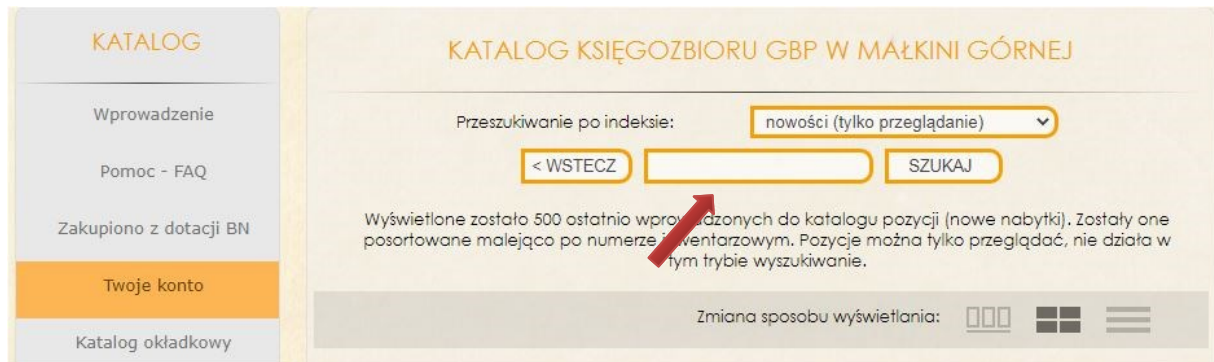 KATALOG
Wprowadzenie
Pomoc - FAQ
Zakupiono z dotacji BN
Twoje konto
Katalog okładkowy
KATALOG KSIĘGOZBIORU GBP W MAŁKINI GÓRNEJ
Przeszukiwanie po indeksie: nowości (tylko przeglądanie)
< WSTECZ SZUKAJ
Wyświetlone zostało 500 ostatnio wprowadzonych do katalogu pozycji (nowe nabytki). Zostały one
posortowane malejąco po numerze inwentarzowym. Pozycje można tylko przeglądać, nie działa w
tym trybie wyszukiwanie.
Zmiana sposobu wyświetlania: